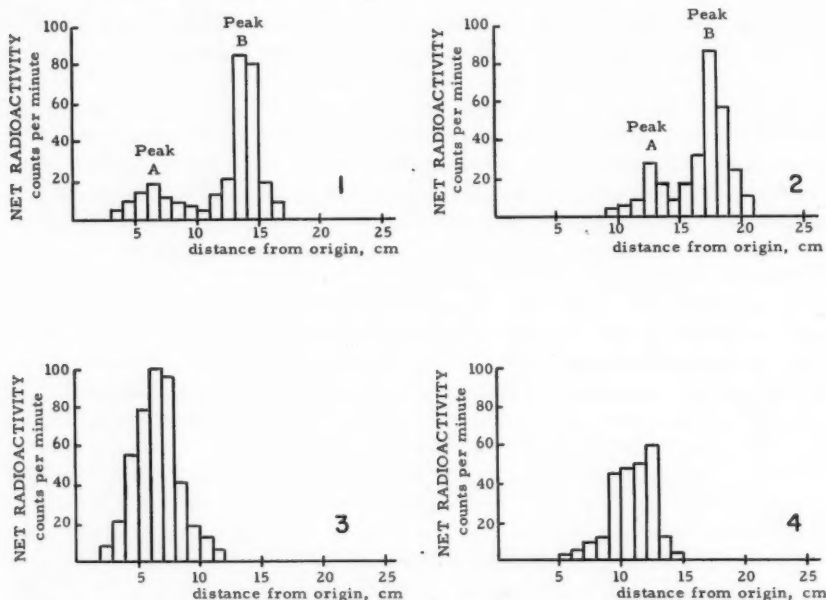 NET RADIOACTIVITY
counts per minute
100
80
60
40
20
Peak
A
Peak
B
1
5
10
15
20
25
distance from origin, cm
NET RADIOACTIVITY
counts per minute
100
80
60
40
20
Peak
A
Peak
B
2
5
10
15
20
25
distance from origin, cm
NET RADIOACTIVITY
counts per minute
100
80
60
40
20
3
5
10
15
20
25
distance from origin, cm
NET RADIOACTIVITY
counts per minute
100
80
60
40
20
4
5
10
15
20
25
distance from origin, cm